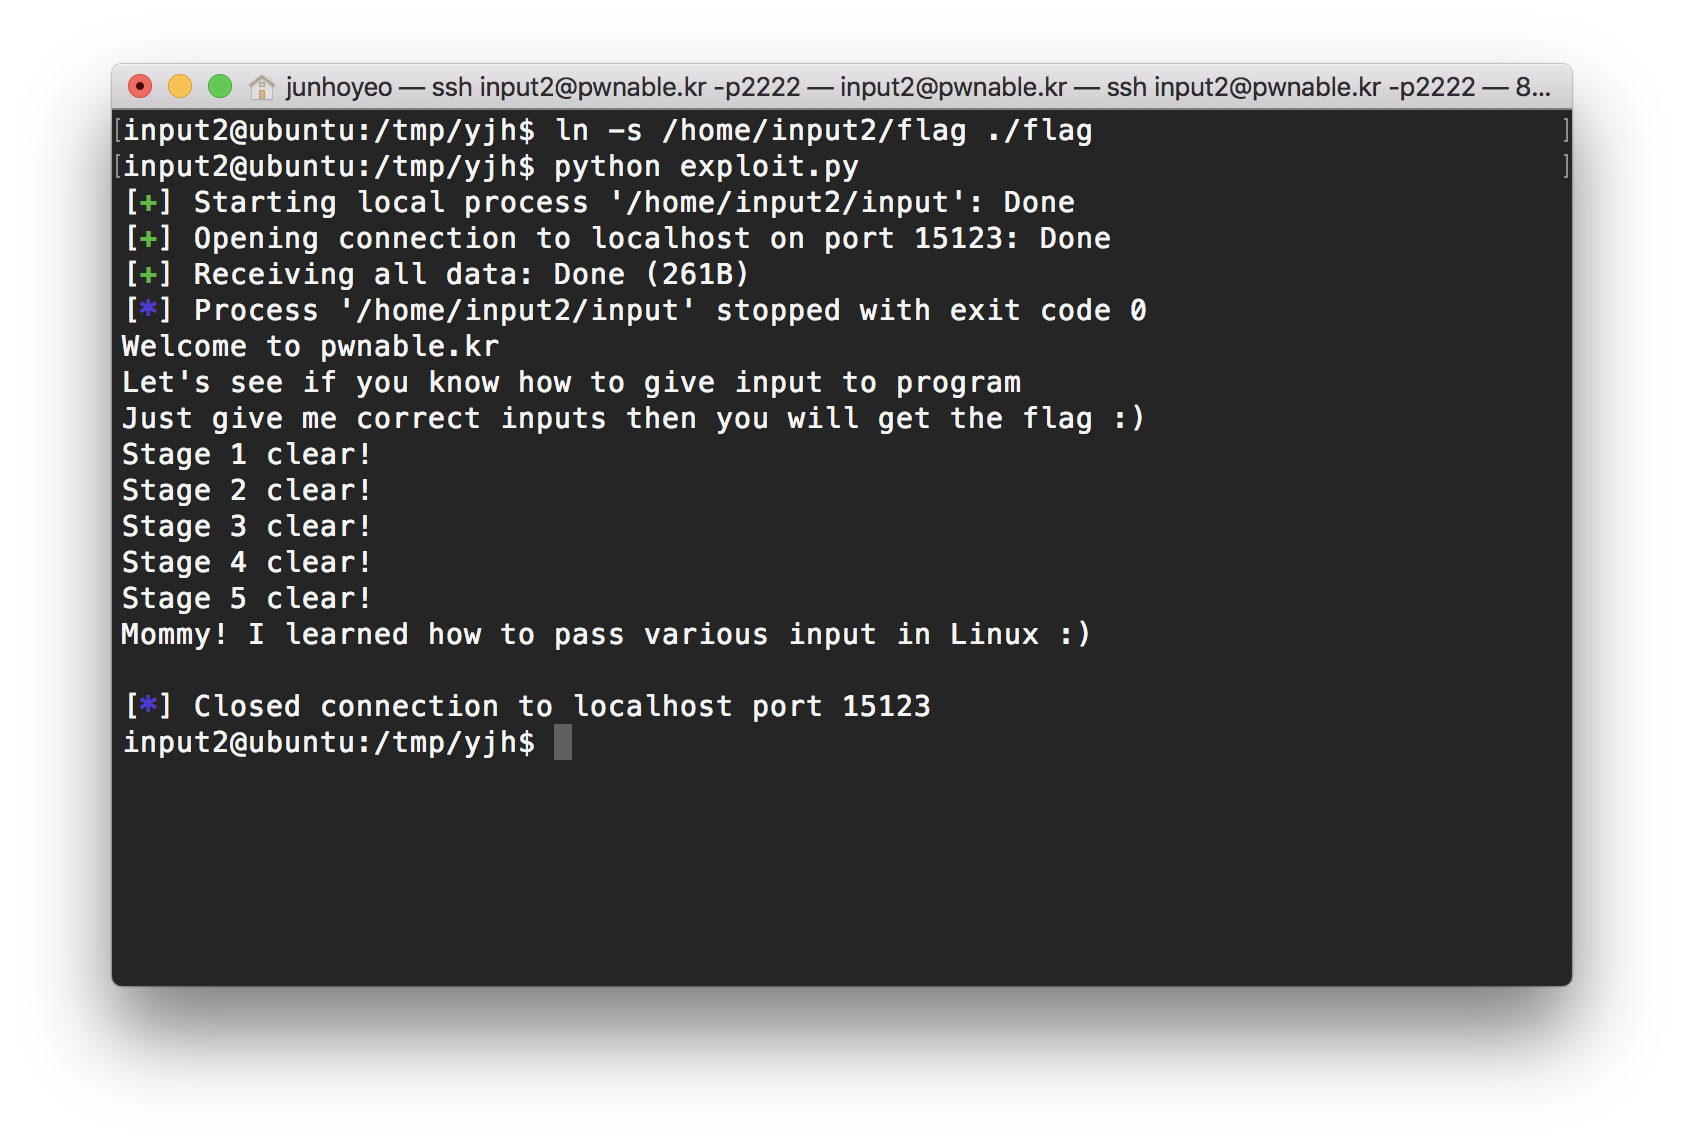 junhoyeo — ssh input2@pwnable.kr -p2222 — input2@pwnable.kr — ssh input2@pwnable.kr -p2222 — 8...
[input2@ubuntu:/tmp/yjh$ ln -s /home/input2/flag ./flag ]
[input2@ubuntu:/tmp/yjh$ python exploit.py ]
[+] Starting local process '/home/input2/input': Done
[+] Opening connection to localhost on port 15123: Done
[+] Receiving all data: Done (261B)
[*] Process '/home/input2/input' stopped with exit code 0
Welcome to pwnable.kr
Let's see if you know how to give input to program
Just give me correct inputs then you will get the flag :)
Stage 1 clear!
Stage 2 clear!
Stage 3 clear!
Stage 4 clear!
Stage 5 clear!
Mommy! I learned how to pass various input in Linux :)
[*] Closed connection to localhost port 15123
input2@ubuntu:/tmp/yjh$